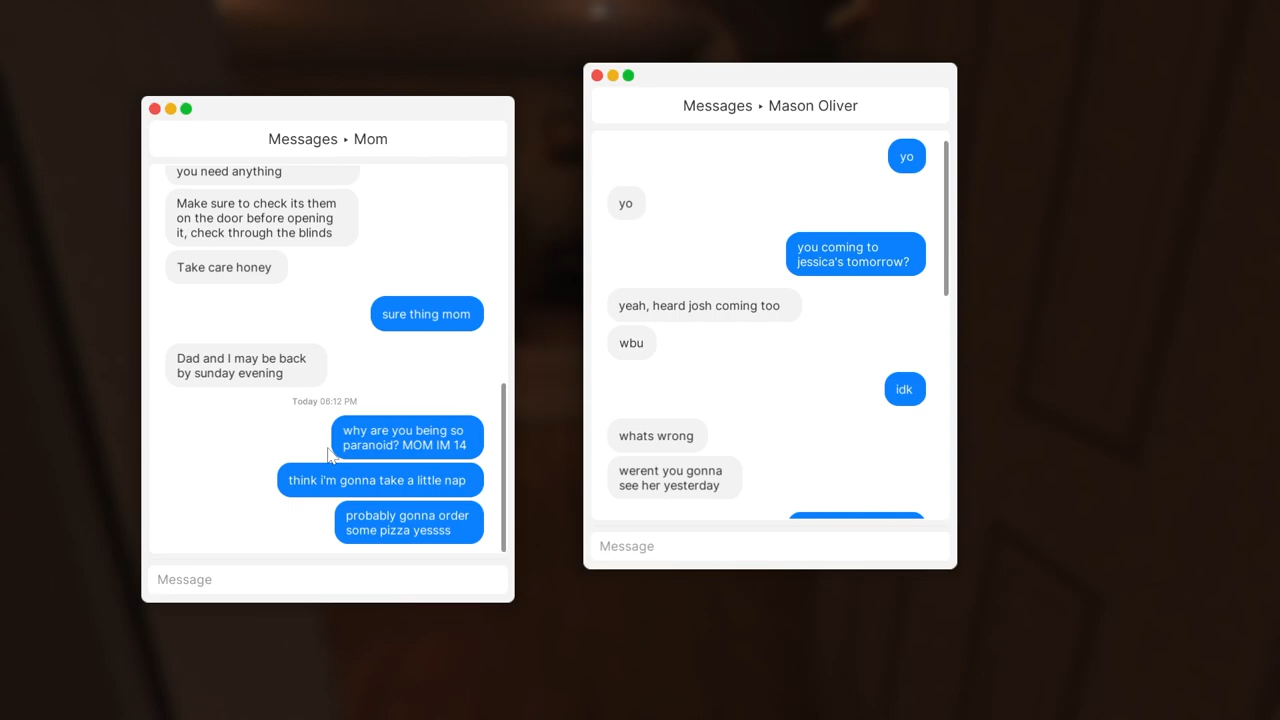 Messages ‣ Mom
you need anything
Make sure to check its them
on the door before opening
it, check through the blinds
Take care honey
sure thing mom
Dad and I may be back
by sunday evening
Today 06:12 PM
why are you being so
paranoid? MOM IM 14
think i'm gonna take a little nap
probably gonna order
some pizza yessss
Message
Messages ‣ Mason Oliver
yo
yo
you coming to
jessica's tomorrow?
yeah, heard josh coming too
wbu
idk
whats wrong
werent you gonna
see her yesterday
Message